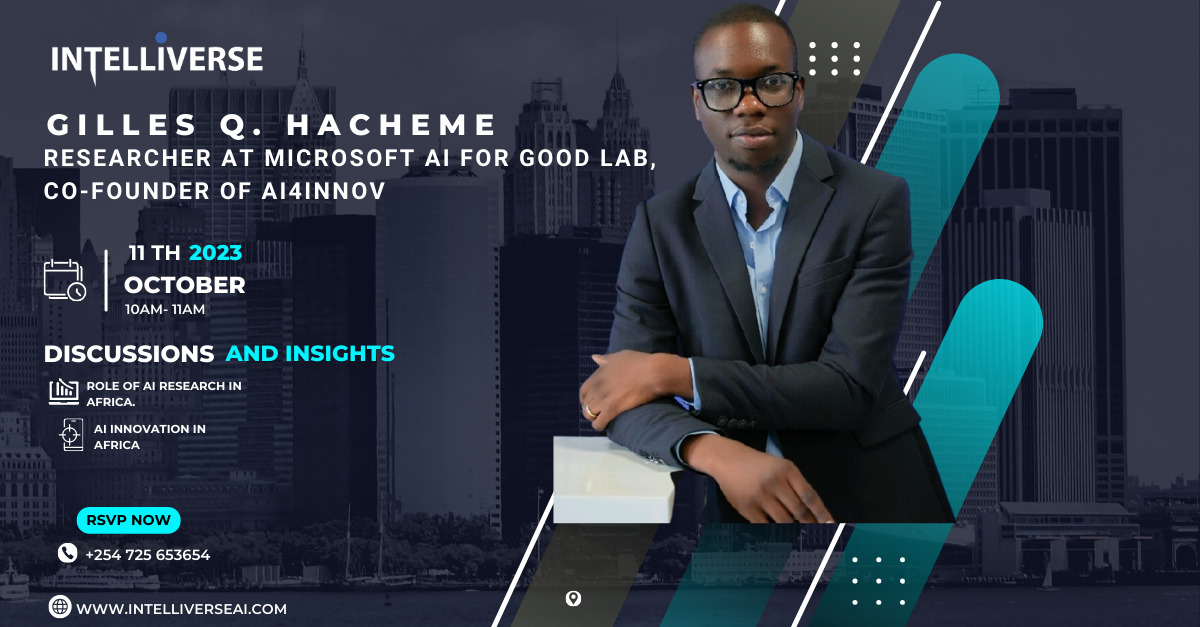 INTELLIVERSE
GILLES Q. HACHEME
RESEARCHER AT MICROSOFT AI FOR GOOD LAB,
CO-FOUNDER OF AI4INNOV
11 TH 2023
OCTOBER
10AM- 11AM
DISCUSSIONS AND INSIGHTS
ROLE OF AI RESEARCH IN
AFRICA.
AI INNOVATION IN
AFRICA
RSVP NOW
+254 725 653654
WWW.INTELLIVERSEAI.COM